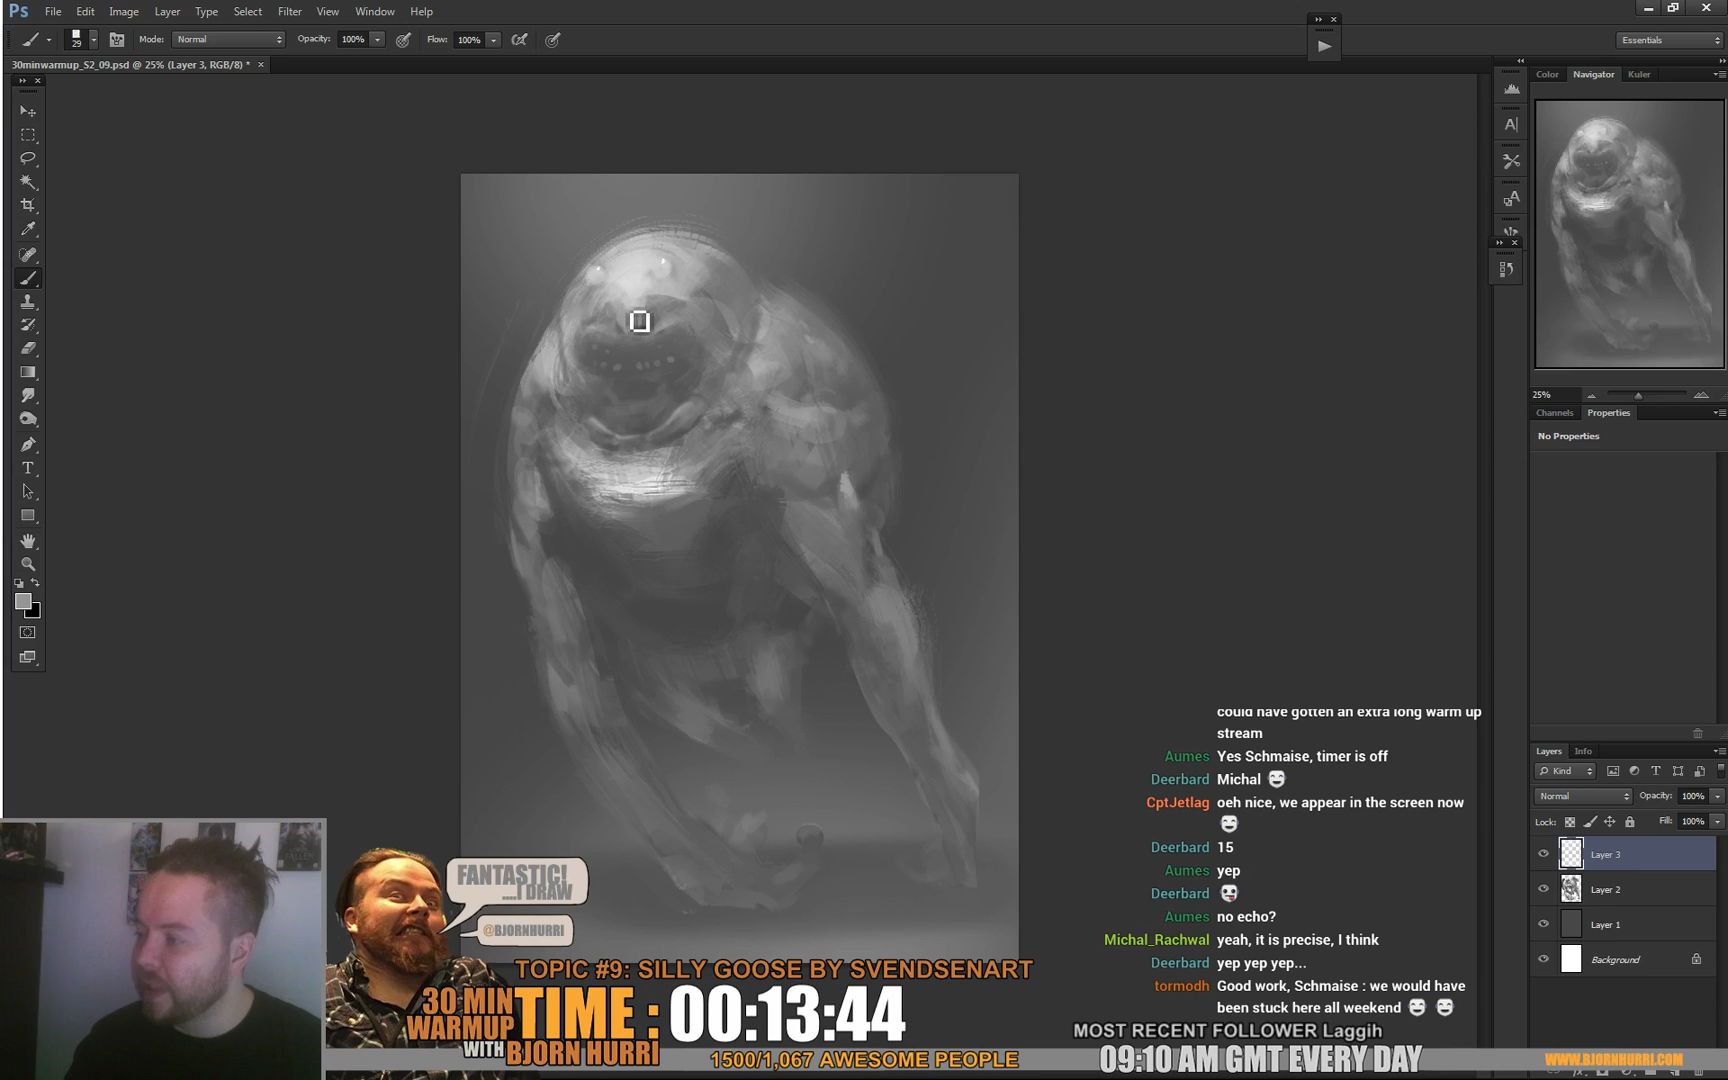 Ps File Edit Image Layer Type Select Filter View Window Help
29 Mode: Normal Opacity: 100% Flow: 100% Essentials
30minwarmup_S2_09.psd @ 25% (Layer 3, RGB/8) * ×
Color Navigator Kuler
25%
Channels Properties
No Properties
could have gotten an extra long warm up
stream
Aumes Yes Schmaise, timer is off
Deerbard Michal
CptJetlag oeh nice, we appear in the screen now
Deerbard 15
Aumes yep
Deerbard
Aumes no echo?
Michal_Rachwal yeah, it is precise, I think
Deerbard yep yep yep...
tormodh Good work, Schmaise : we would have
been stuck here all weekend
Layers Info
Kind
Normal Opacity: 100%
Lock: Fill: 100%
Layer 3
Layer 2
Layer 1
Background
FANTASTIC!
....I DRAW
@BJORNHURRI
TOPIC #9: SILLY GOOSE BY SVENDSENART
30 MIN
WARMUP
WITH BJORN HURRI
TIME : 00:13:44
1500/1,067 AWESOME PEOPLE
MOST RECENT FOLLOWER Laggih
09:10 AM GMT EVERY DAY
WWW.BJORNHURRI.COM